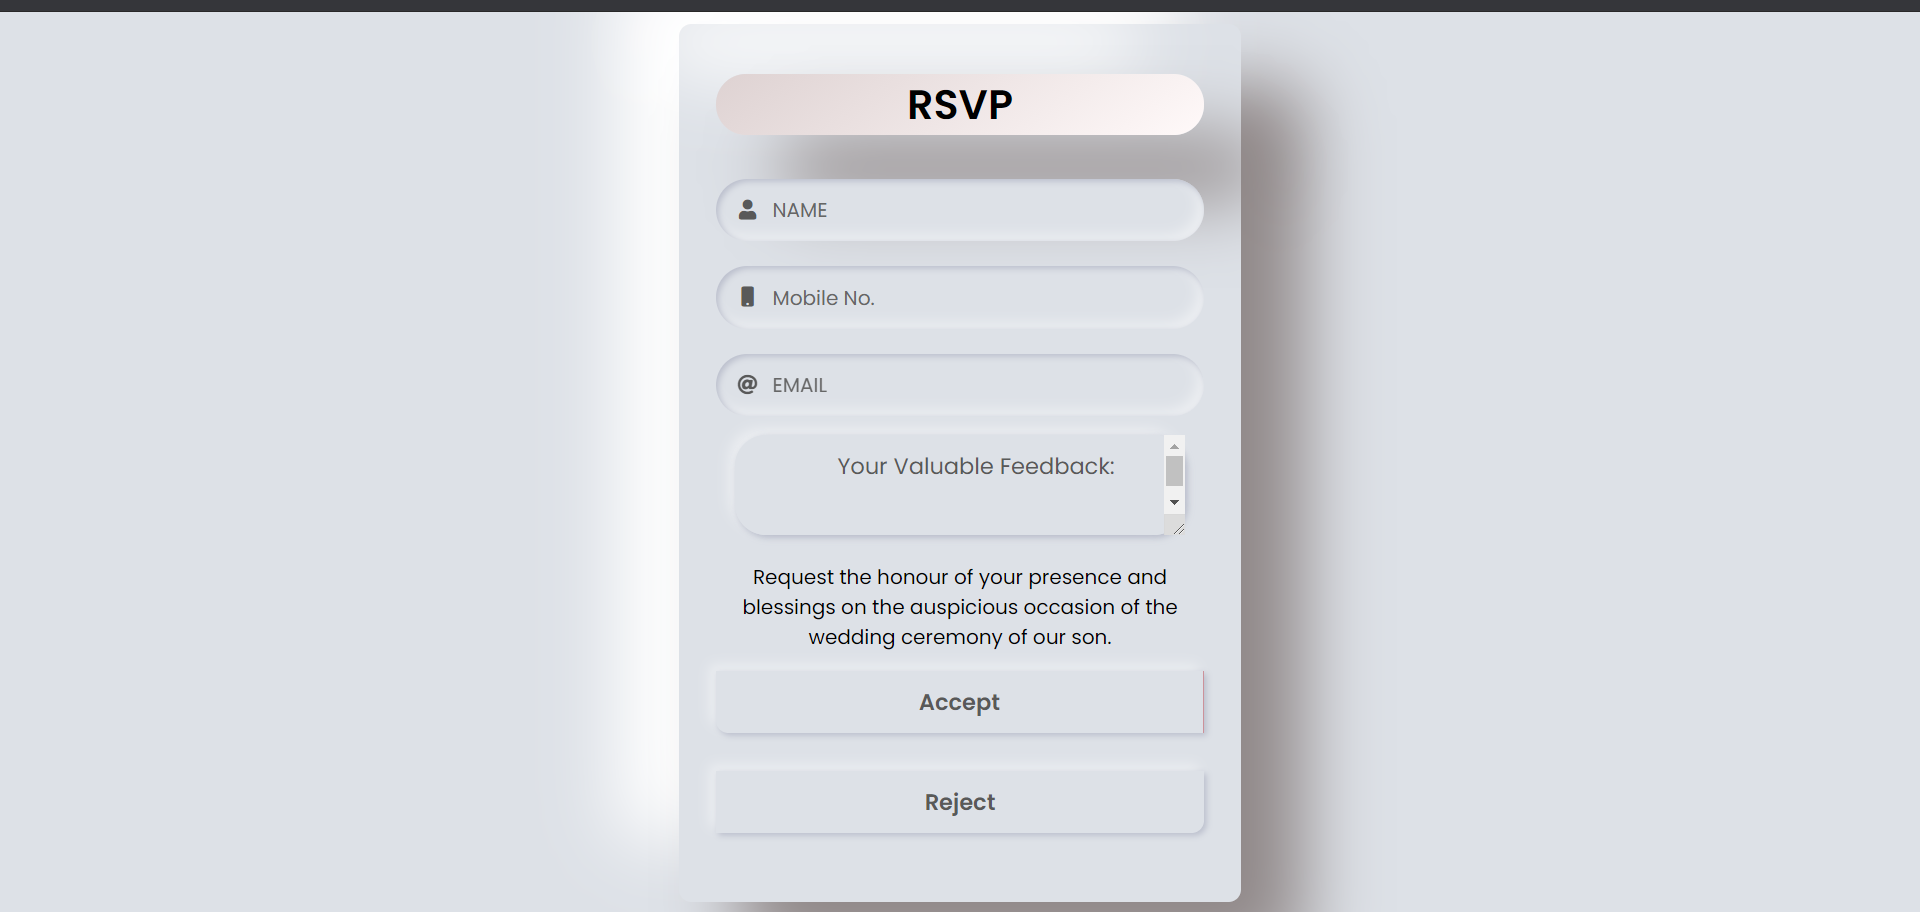 RSVP
NAME
Mobile No.
@ EMAIL
Your Valuable Feedback:
Request the honour of your presence and
blessings on the auspicious occasion of the
wedding ceremony of our son.
Accept
Reject